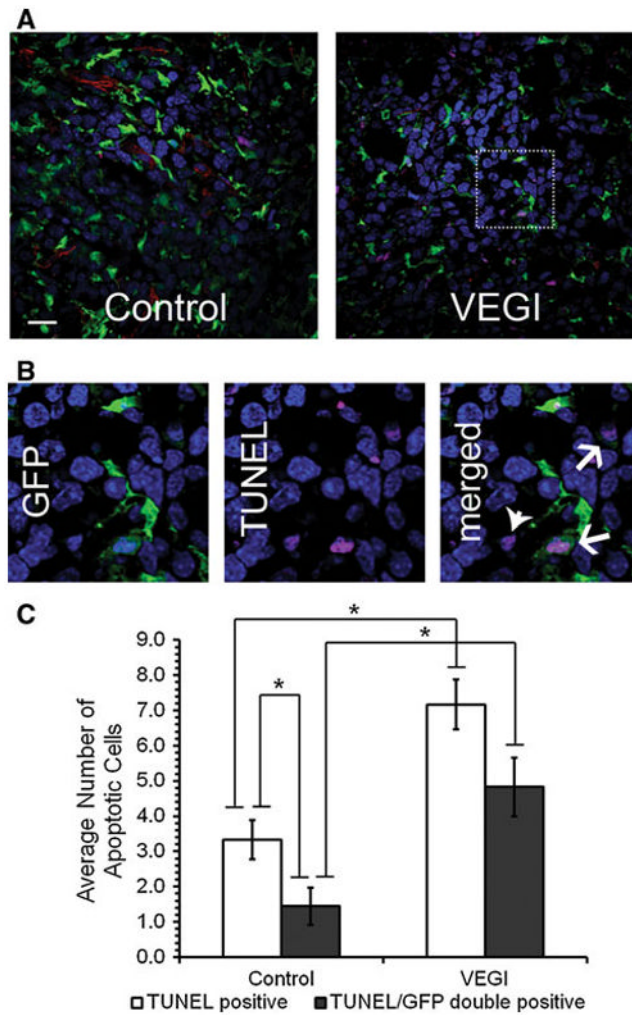 A
Control
VEGI
B
GFP
TUNEL
merged
C
*
*
*
9.0
8.0
7.0
6.0
5.0
4.0
3.0
2.0
1.0
0.0
Average Number of
Apoptotic Cells
Control
VEGI
TUNEL positive
TUNEL/GFP double positive